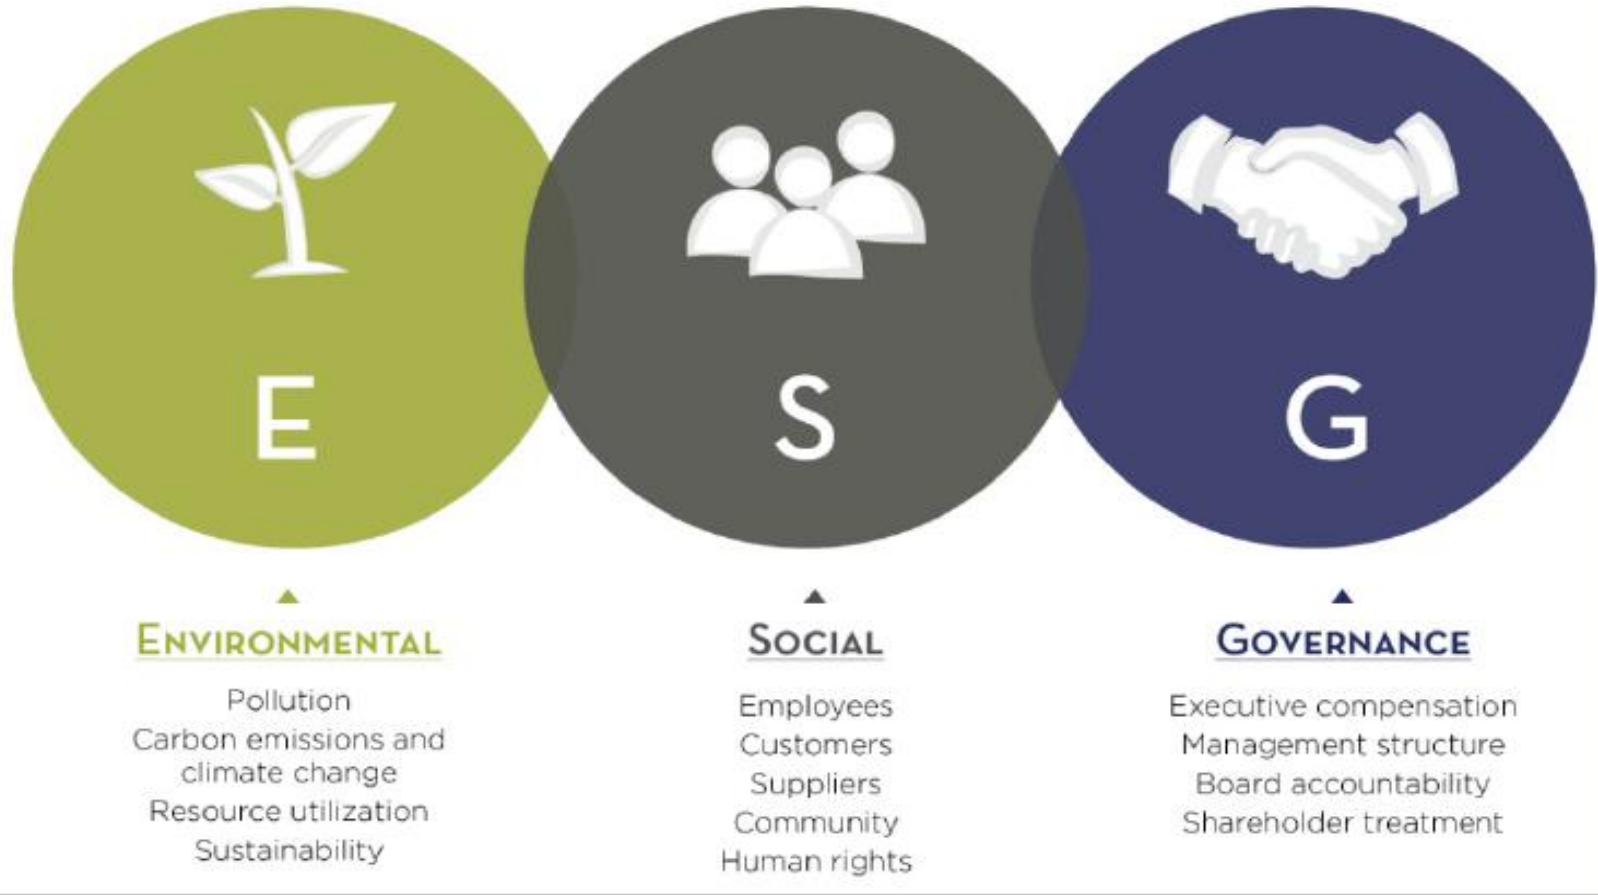 E
S
G
ENVIRONMENTAL
Pollution
Carbon emissions and
climate change
Resource utilization
Sustainability
SOCIAL
Employees
Customers
Suppliers
Community
Human rights
GOVERNANCE
Executive compensation
Management structure
Board accountability
Shareholder treatment